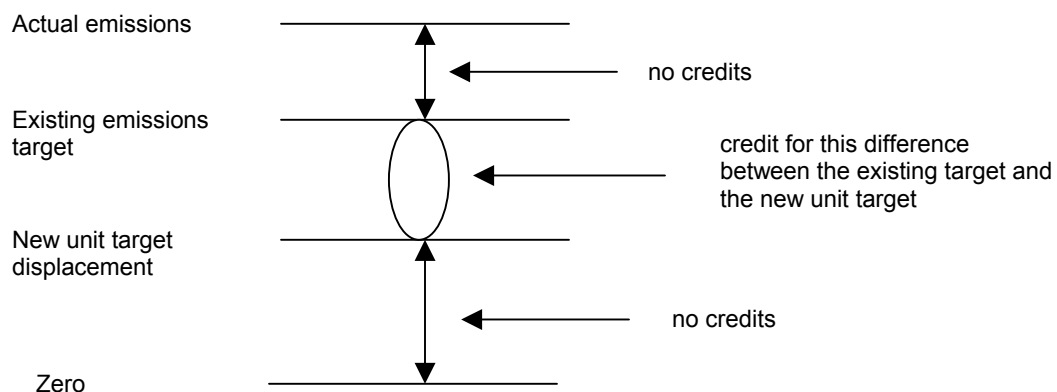 Actual emissions
no credits
Existing emissions
target
credit for this difference
between the existing target and
the new unit target
New unit target
displacement
no credits
Zero